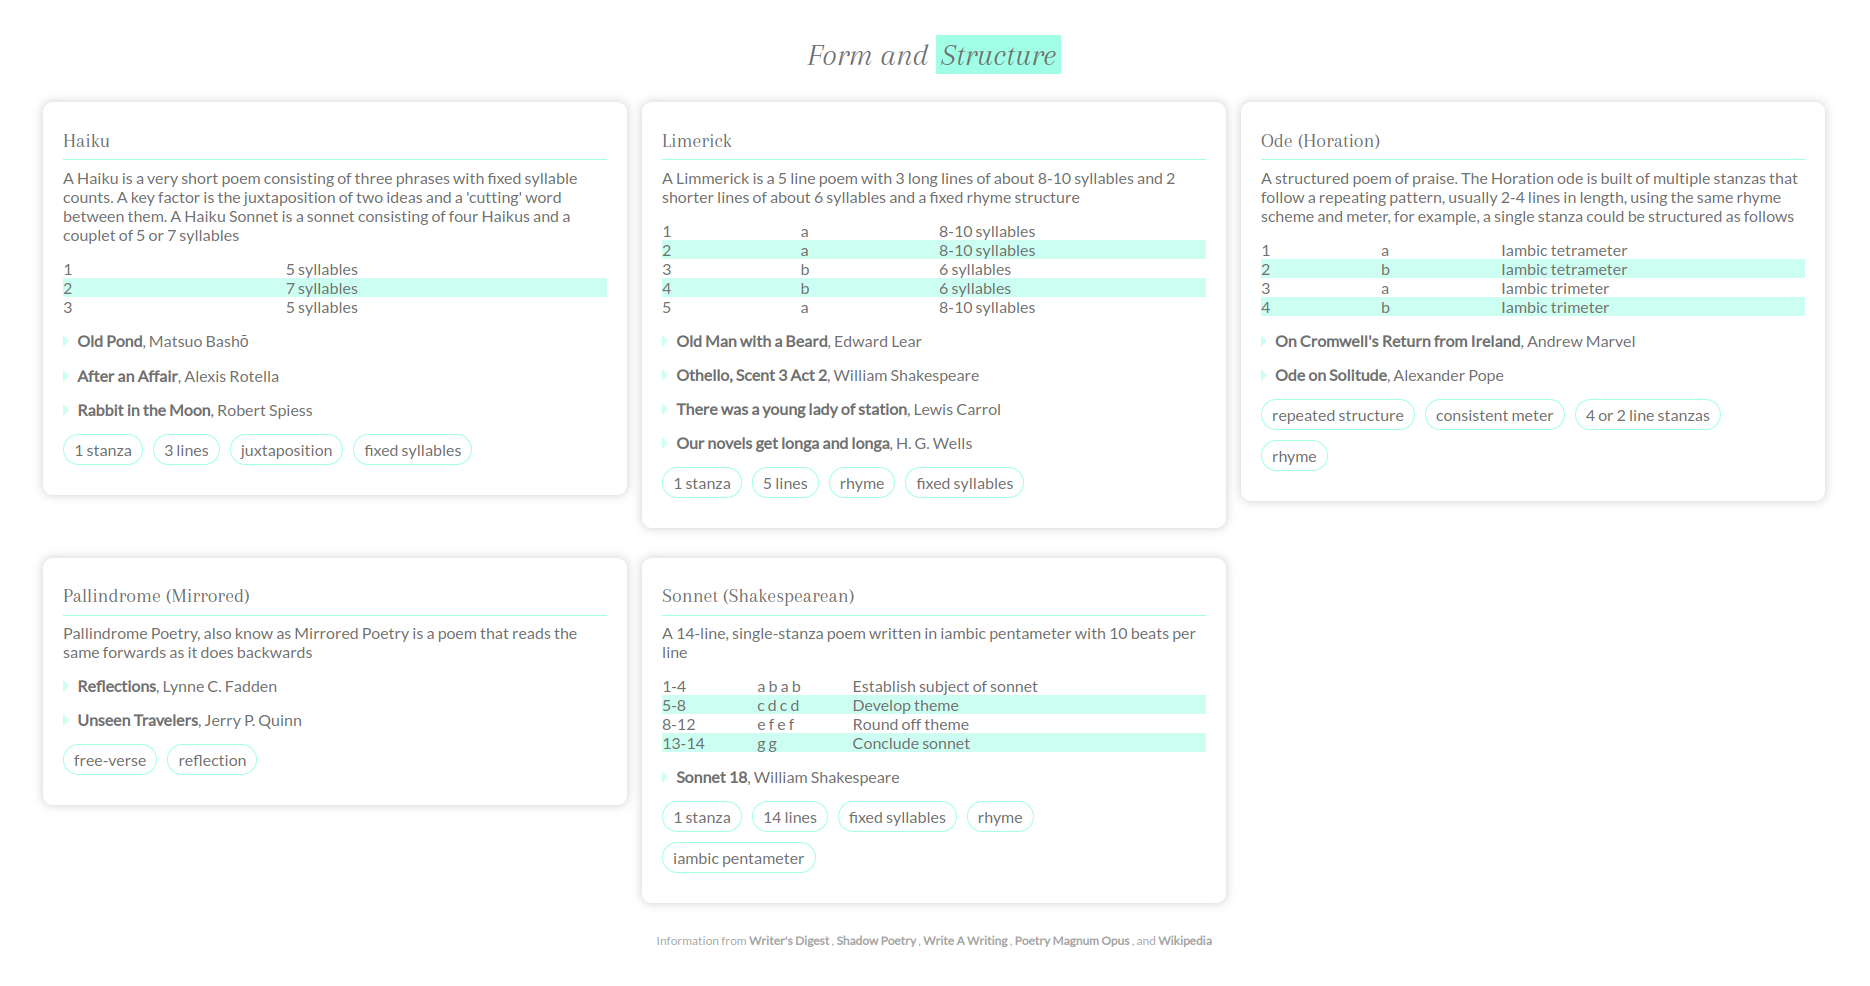 Form and Structure
Haiku
A Haiku is a very short poem consisting of three phrases with fixed syllable
counts. A key factor is the juxtaposition of two ideas and a 'cutting' word
between them. A Haiku Sonnet is a sonnet consisting of four Haikus and a
couplet of 5 or 7 syllables
1 5 syllables
2 7 syllables
3 5 syllables
Old Pond, Matsuo Bashō
After an Affair, Alexis Rotella
Rabbit in the Moon, Robert Spiess
1 stanza 3 lines juxtaposition fixed syllables
Limerick
A Limmerick is a 5 line poem with 3 long lines of about 8-10 syllables and 2
shorter lines of about 6 syllables and a fixed rhyme structure
1 a 8-10 syllables
2 a 8-10 syllables
3 b 6 syllables
4 b 6 syllables
5 a 8-10 syllables
Old Man with a Beard, Edward Lear
Othello, Scent 3 Act 2, William Shakespeare
There was a young lady of station, Lewis Carrol
Our novels get longa and longa, H. G. Wells
1 stanza 5 lines rhyme fixed syllables
Ode (Horation)
A structured poem of praise. The Horation ode is built of multiple stanzas that
follow a repeating pattern, usually 2-4 lines in length, using the same rhyme
scheme and meter, for example, a single stanza could be structured as follows
1 a Iambic tetrameter
2 b Iambic tetrameter
3 a Iambic trimeter
4 b Iambic trimeter
On Cromwell's Return from Ireland, Andrew Marvel
Ode on Solitude, Alexander Pope
repeated structure consistent meter 4 or 2 line stanzas
rhyme
Pallindrome (Mirrored)
Pallindrome Poetry, also know as Mirrored Poetry is a poem that reads the
same forwards as it does backwards
Reflections, Lynne C. Fadden
Unseen Travelers, Jerry P. Quinn
free-verse reflection
Sonnet (Shakespearean)
A 14-line, single-stanza poem written in iambic pentameter with 10 beats per
line
1-4 a b a b Establish subject of sonnet
5-8 c d c d Develop theme
8-12 e f e f Round off theme
13-14 g g Conclude sonnet
Sonnet 18, William Shakespeare
1 stanza 14 lines fixed syllables rhyme
iambic pentameter
Information from Writer's Digest , Shadow Poetry , Write A Writing , Poetry Magnum Opus , and Wikipedia